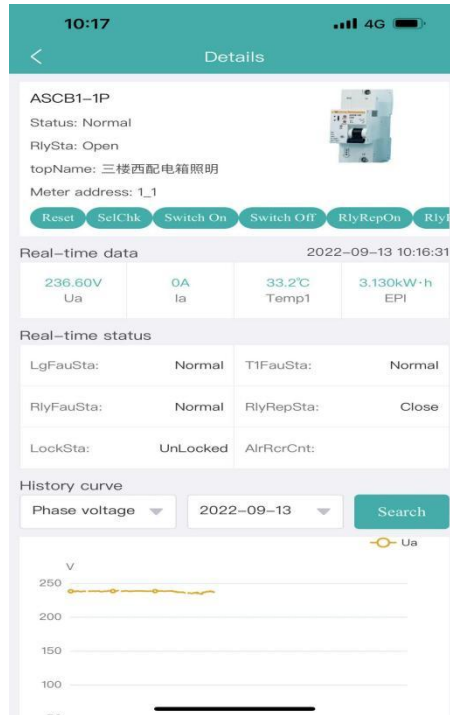 10:17 4G
Details
ASCB1-1P
Status: Normal
RlySta: Open
topName: 三楼西配电箱照明
Meter address: 1_1
Reset SelChk Switch On Switch Off RlyRepOn
Real-time data 2022-09-13 10:16:31
236.60V 0A 33.2℃ 3.130kW·h
Ua Ia Temp1 EPI
Real-time status
LgFauSta: Normal T1FauSta: Normal
RlyFauSta: Normal RlyRepSta: Close
LockSta: UnLocked AlrRcrCnt:
History curve
Phase voltage 2022-09-13 Search
Ua
V
250
200
150
100